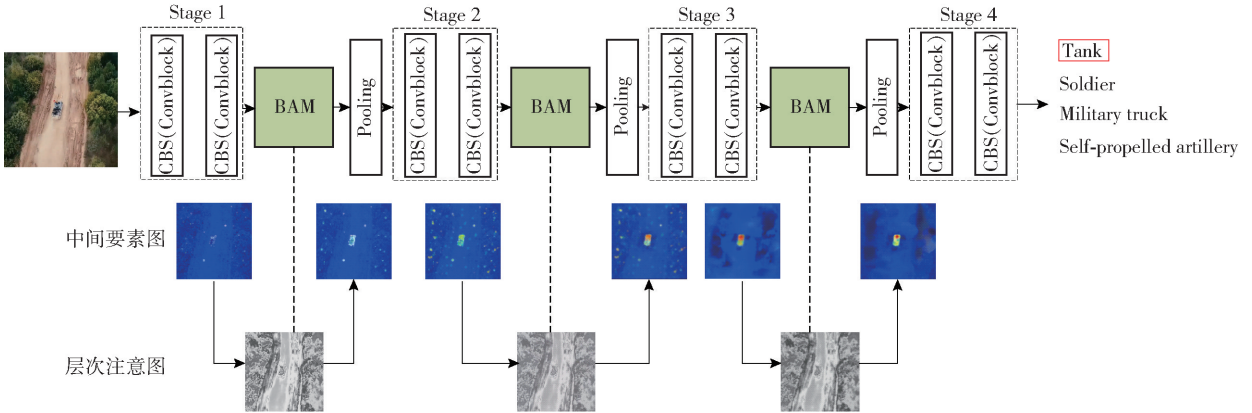 Stage 1
Stage 2
Stage 3
Stage 4
CBS(Convblock)
CBS(Convblock)
BAM
Pooling
CBS(Convblock)
CBS(Convblock)
BAM
Pooling
CBS(Convblock)
CBS(Convblock)
BAM
Pooling
CBS(Convblock)
CBS(Convblock)
Tank
Soldier
Military truck
Self-propelled artillery
中间要素图
层次注意图